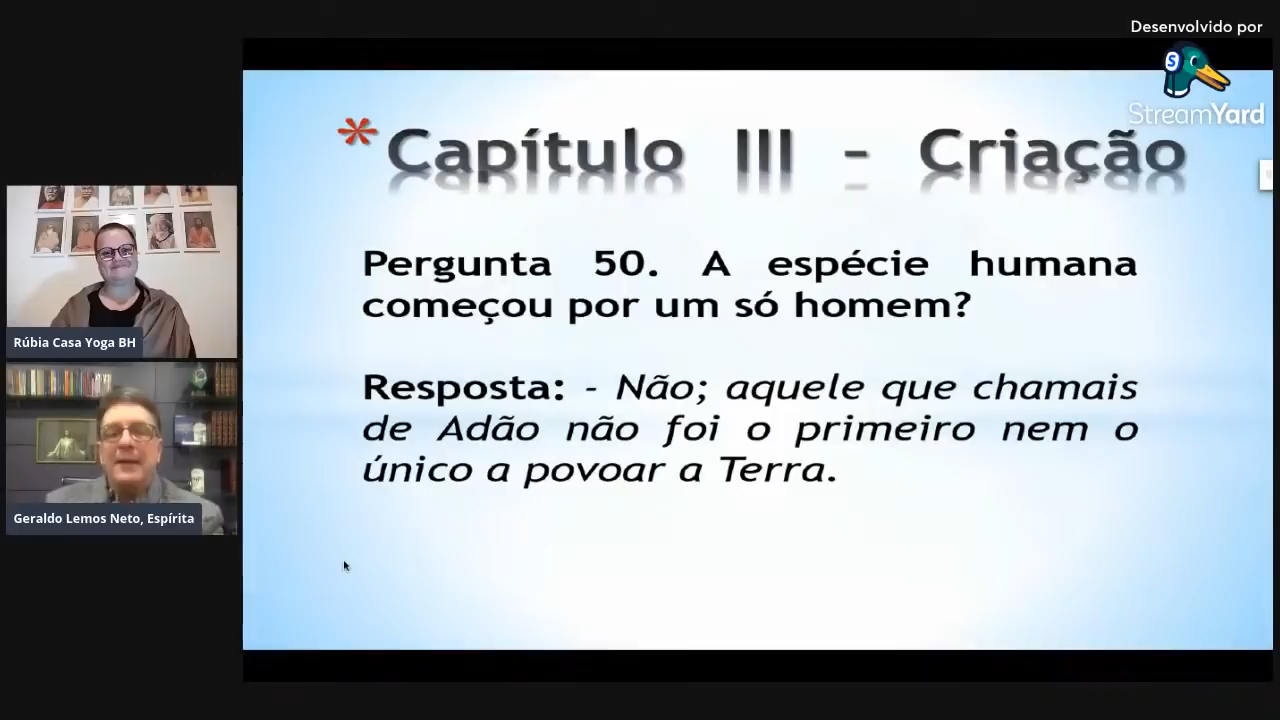 Desenvolvido por
S
StreamYard
* Capítulo III - Criação
Pergunta 50. A espécie humana
começou por um só homem?
Resposta: - Não; aquele que chamais
de Adão não foi o primeiro nem o
único a povoar a Terra.
Rúbia Casa Yoga BH
Geraldo Lemos Neto, Espírita